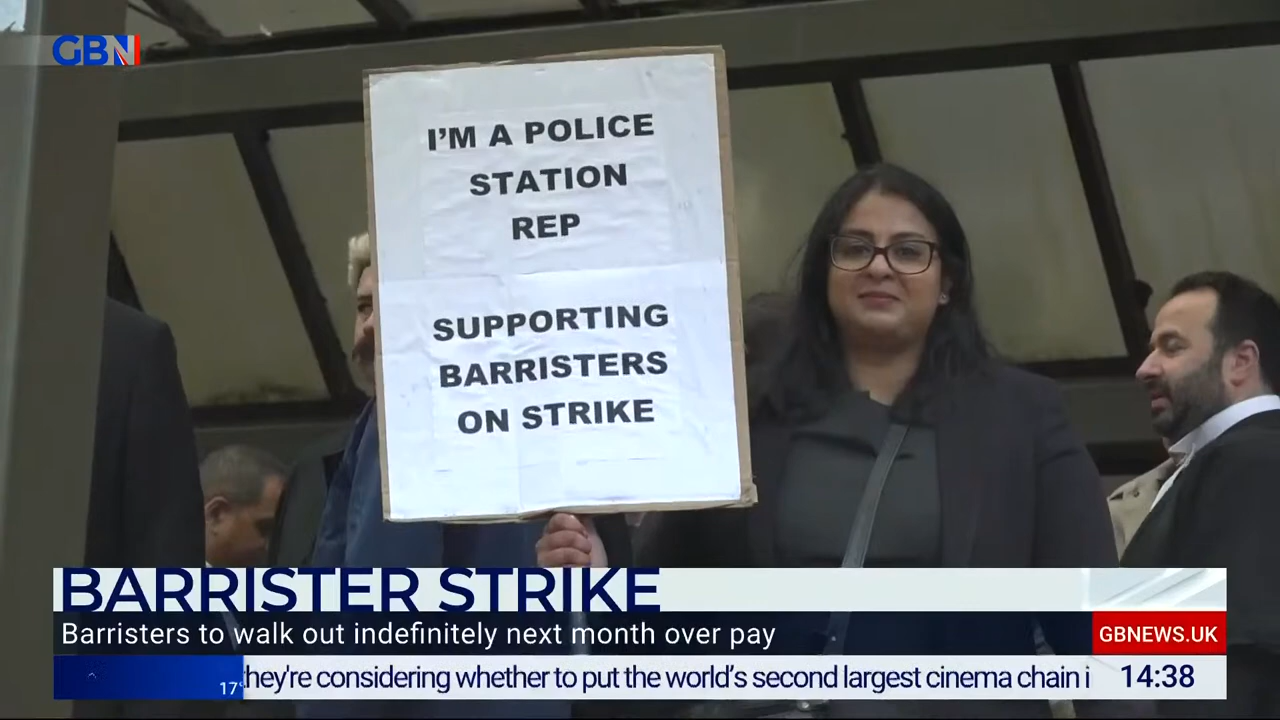 GBN
I'M A POLICE
STATION
REP
SUPPORTING
BARRISTERS
ON STRIKE
BARRISTER STRIKE
Barristers to walk out indefinitely next month over pay
GBNEWS.UK
17°
they're considering whether to put the world's second largest cinema chain i
14:38